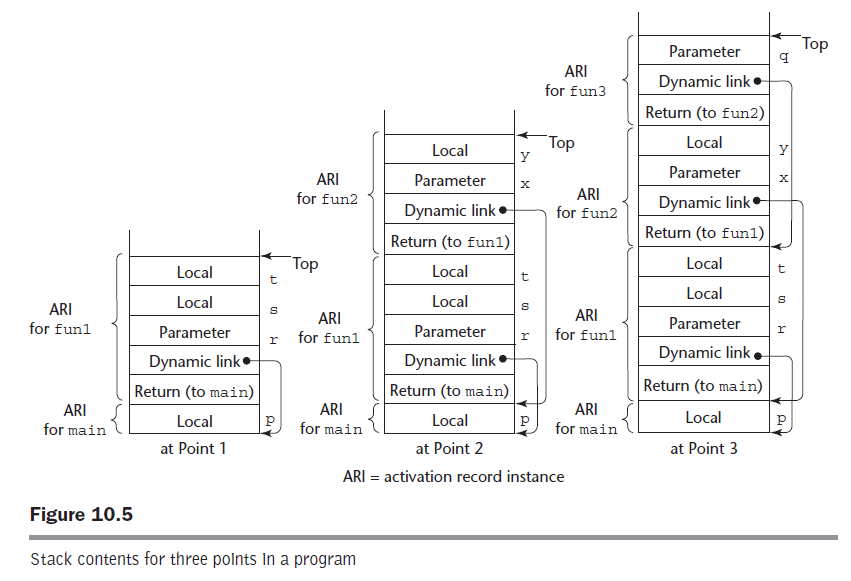 Local
t
Local
s
Parameter
r
Dynamic link
Return (to main)
Local
p
Top
ARI
for fun1
ARI
for main
at Point 1
Local
y
Parameter
x
Dynamic link
Return (to fun1)
Local
t
Local
s
Parameter
r
Dynamic link
Return (to main)
Local
p
Top
ARI
for fun2
ARI
for fun1
ARI
for main
at Point 2
Parameter
q
Dynamic link
Return (to fun2)
Local
y
Parameter
x
Dynamic link
Return (to fun1)
Local
t
Local
s
Parameter
r
Dynamic link
Return (to main)
Local
p
Top
ARI
for fun3
ARI
for fun2
ARI
for fun1
ARI
for main
at Point 3
ARI = activation record instance
Figure 10.5
Stack contents for three points in a program